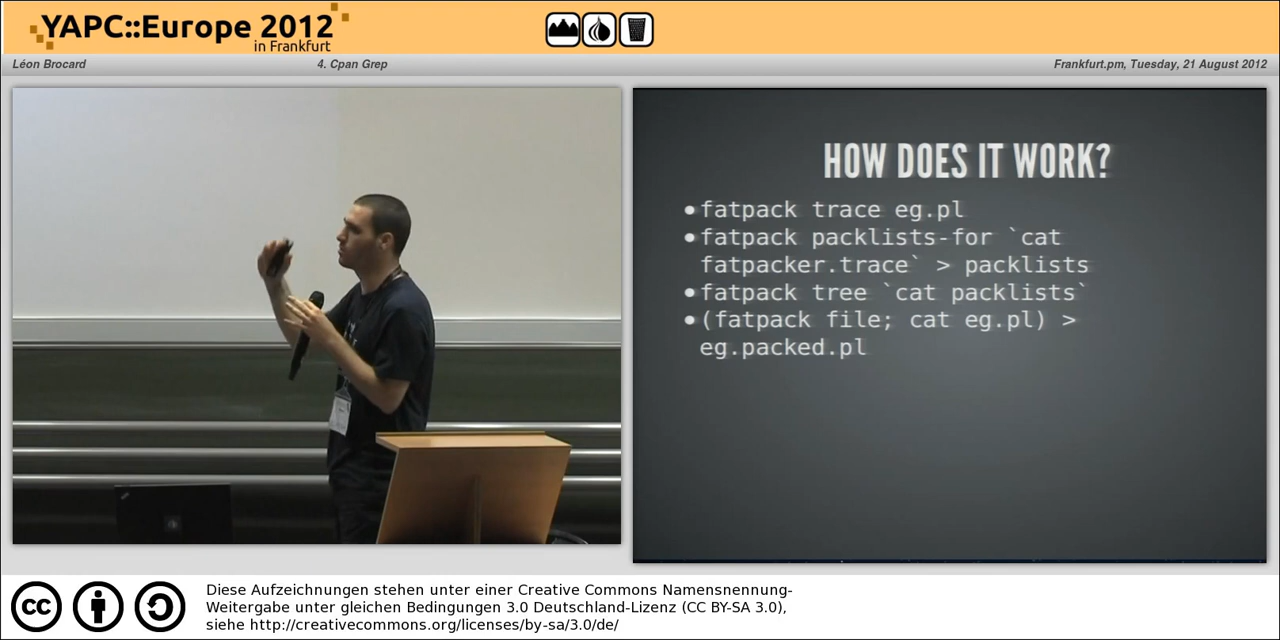 YAPC::Europe 2012
in Frankfurt
Léon Brocard 4. Cpan Grep Frankfurt.pm, Tuesday, 21 August 2012
HOW DOES IT WORK?
•fatpack trace eg.pl
•fatpack packlists-for `cat
fatpacker.trace` > packlists
•fatpack tree `cat packlists`
•(fatpack file; cat eg.pl) >
eg.packed.pl
cc
Diese Aufzeichnungen stehen unter einer Creative Commons Namensnennung-
Weitergabe unter gleichen Bedingungen 3.0 Deutschland-Lizenz (CC BY-SA 3.0),
siehe http://creativecommons.org/licenses/by-sa/3.0/de/